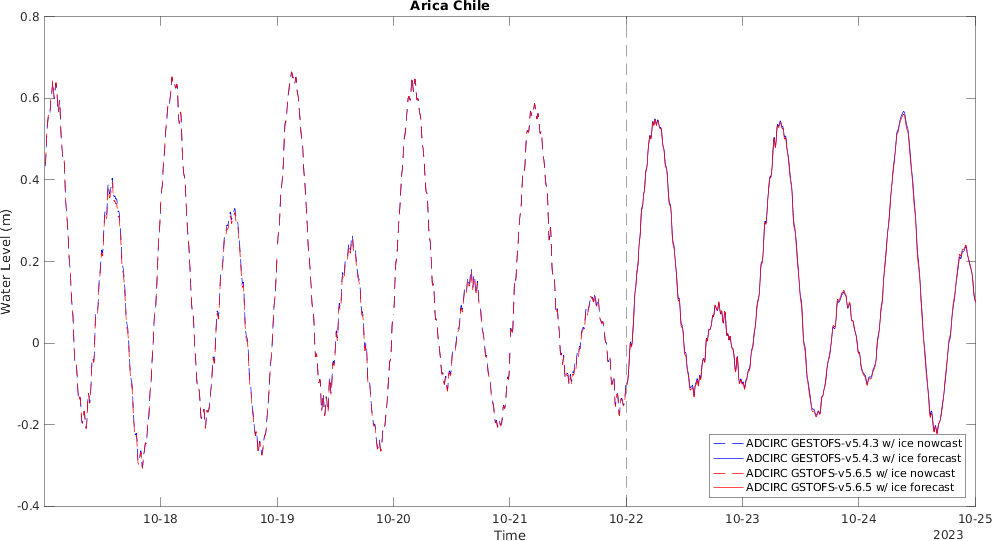 Arica Chile
0.8
0.6
0.4
0.2
0
-0.2
-0.4
Water Level (m)
ADCIRC GESTOFS-v5.4.3 w/ ice nowcast
ADCIRC GESTOFS-v5.4.3 w/ ice forecast
ADCIRC GSTOFS-v5.6.5 w/ ice nowcast
ADCIRC GSTOFS-v5.6.5 w/ ice forecast
10-18 10-19 10-20 10-21 10-22 10-23 10-24 10-25
Time
2023